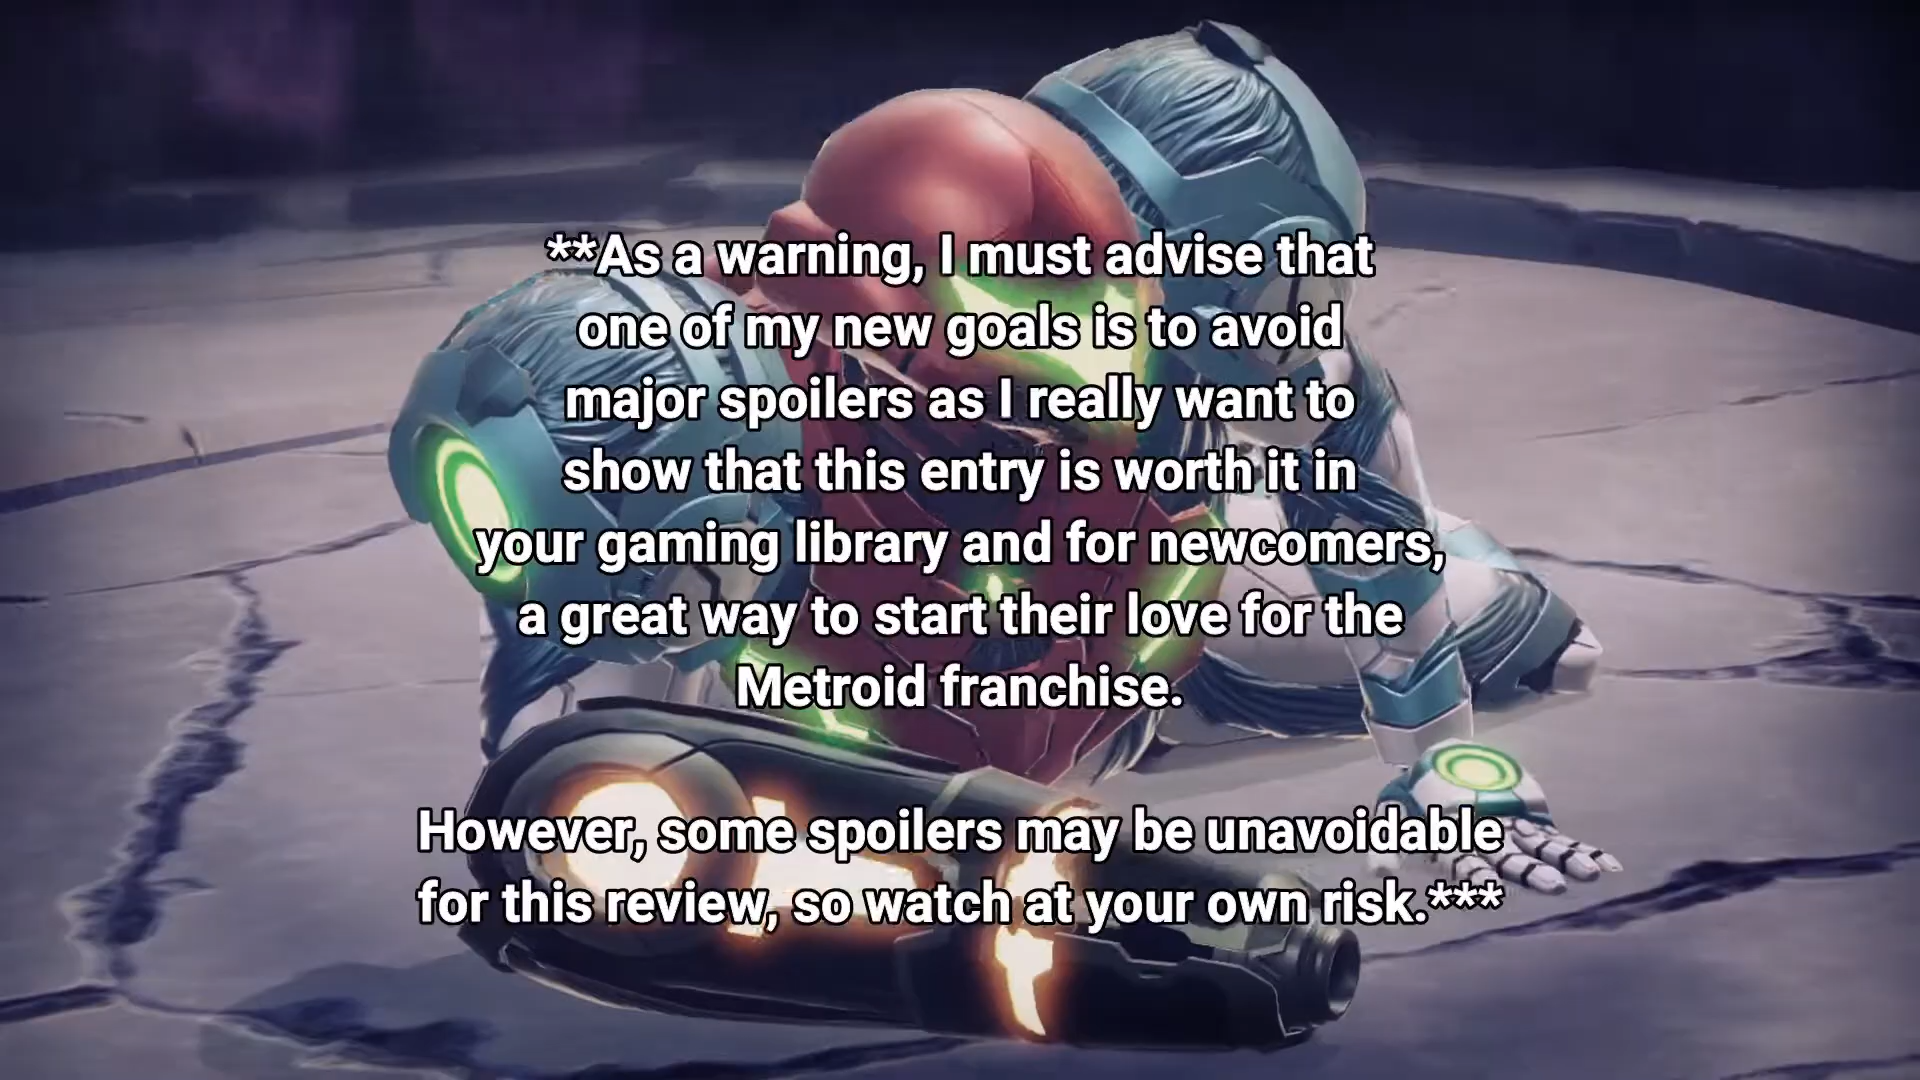 **As a warning, I must advise that
one of my new goals is to avoid
major spoilers as I really want to
show that this entry is worth it in
your gaming library and for newcomers,
a great way to start their love for the
Metroid franchise.
However, some spoilers may be unavoidable
for this review, so watch at your own risk.***